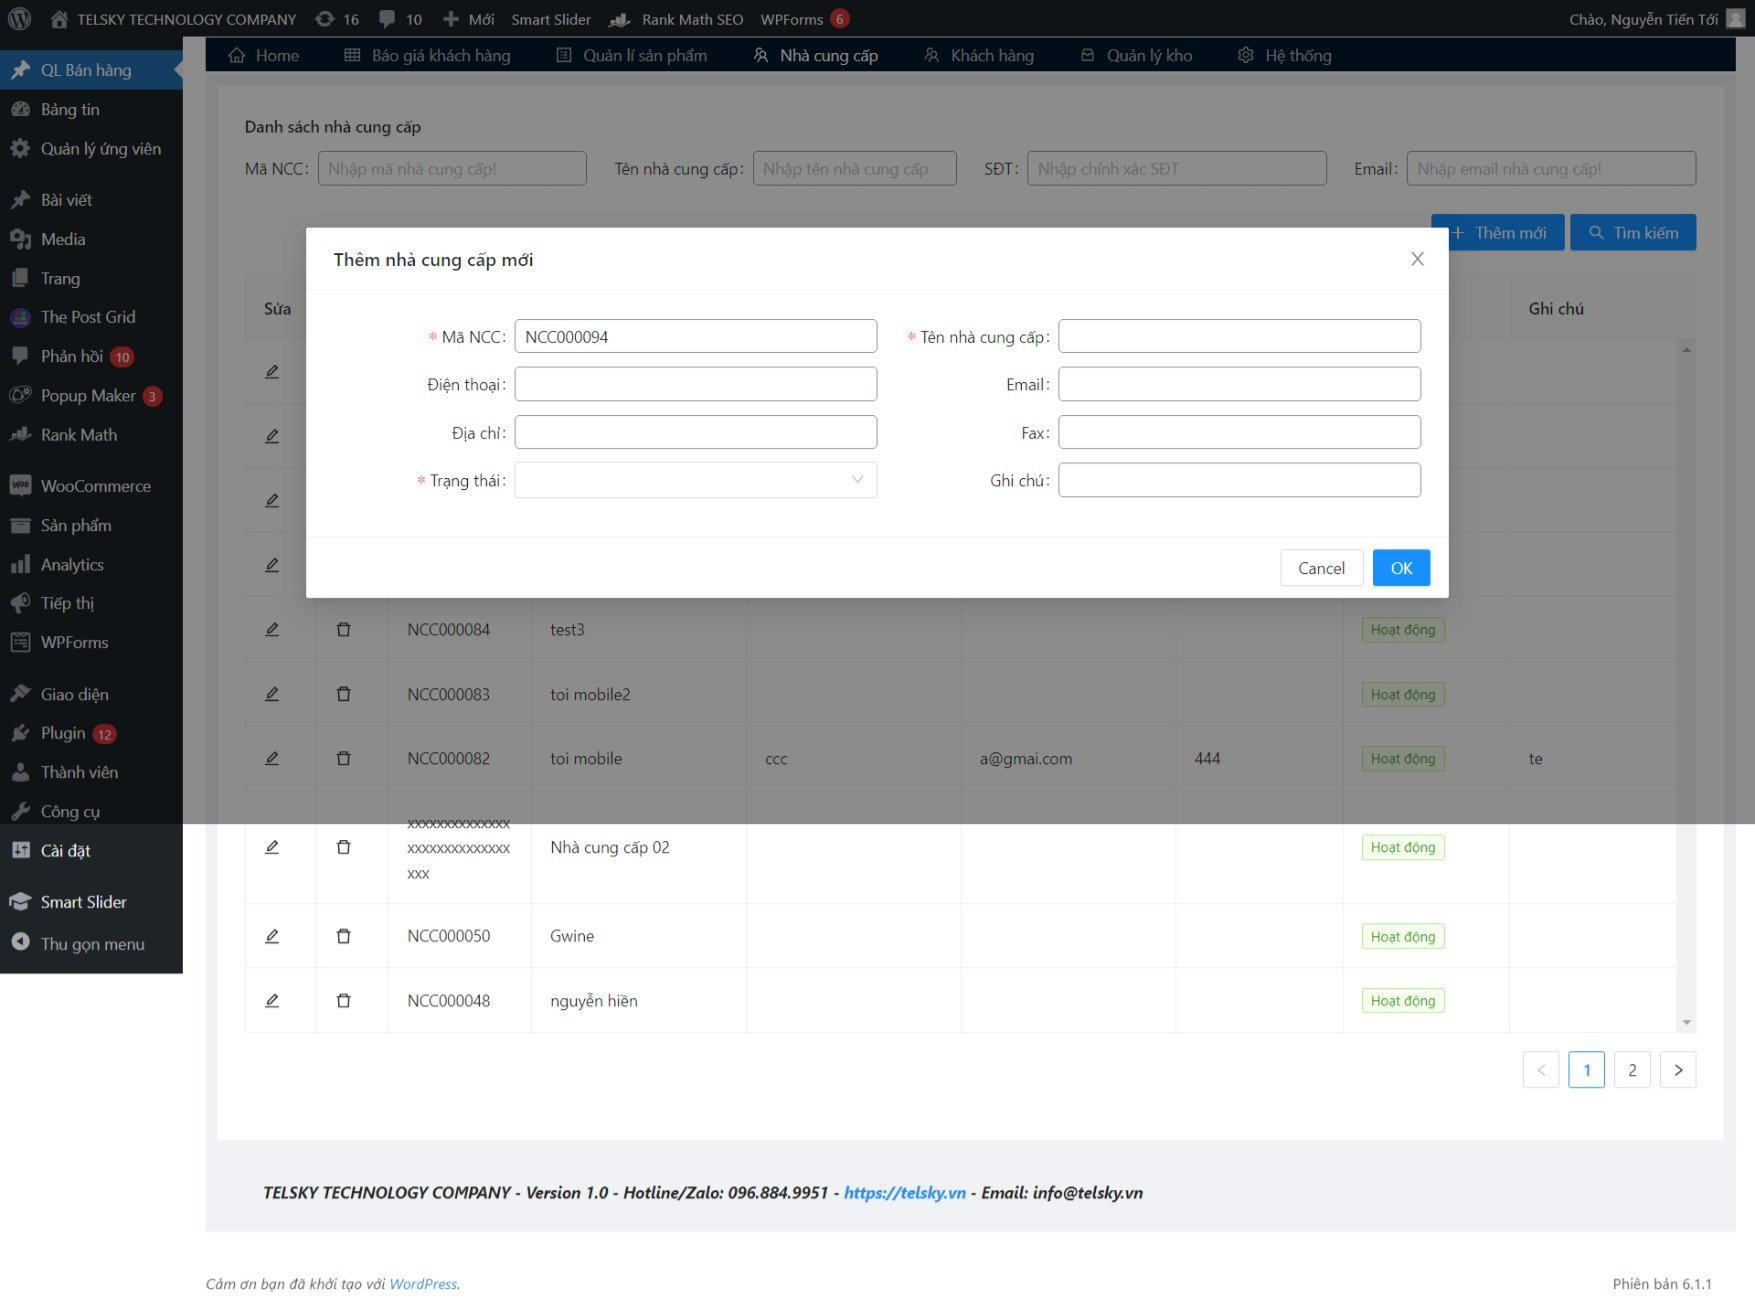 TELSKY TECHNOLOGY COMPANY 16 10 Mới Smart Slider Rank Math SEO WPForms 6 Chào, Nguyễn Tiến Tới
QL Bán hàng
Bảng tin
Quản lý ứng viên
Bài viết
Media
Trang
The Post Grid
Phản hồi 10
Popup Maker 3
Rank Math
WooCommerce
Sản phẩm
Analytics
Tiếp thị
WPForms
Giao diện
Plugin 12
Thành viên
Công cụ
Cài đặt
Smart Slider
Thu gọn menu
Home Báo giá khách hàng Quản lí sản phẩm Nhà cung cấp Khách hàng Quản lý kho Hệ thống
Danh sách nhà cung cấp
Mã NCC: Nhập mã nhà cung cấp! Tên nhà cung cấp: Nhập tên nhà cung cấp SĐT: Nhập chính xác SĐT Email: Nhập email nhà cung cấp!
+ Thêm mới Tìm kiếm
Sửa Ghi chú
Thêm nhà cung cấp mới
* Mã NCC: NCC000094 * Tên nhà cung cấp:
Điện thoại: Email:
Địa chỉ: Fax:
* Trạng thái: Ghi chú:
Cancel OK
NCC000084 test3 Hoạt động
NCC000083 toi mobile2 Hoạt động
NCC000082 toi mobile ccc a@gmai.com 444 Hoạt động te
xxxxxxxxxxxxxx
xxxxxxxxxxxxxx Nhà cung cấp 02 Hoạt động
xxx
NCC000050 Gwine Hoạt động
NCC000048 nguyễn hiền Hoạt động
< 1 2 >
TELSKY TECHNOLOGY COMPANY - Version 1.0 - Hotline/Zalo: 096.884.9951 - https://telsky.vn - Email: info@telsky.vn
Cảm ơn bạn đã khởi tạo với WordPress. Phiên bản 6.1.1